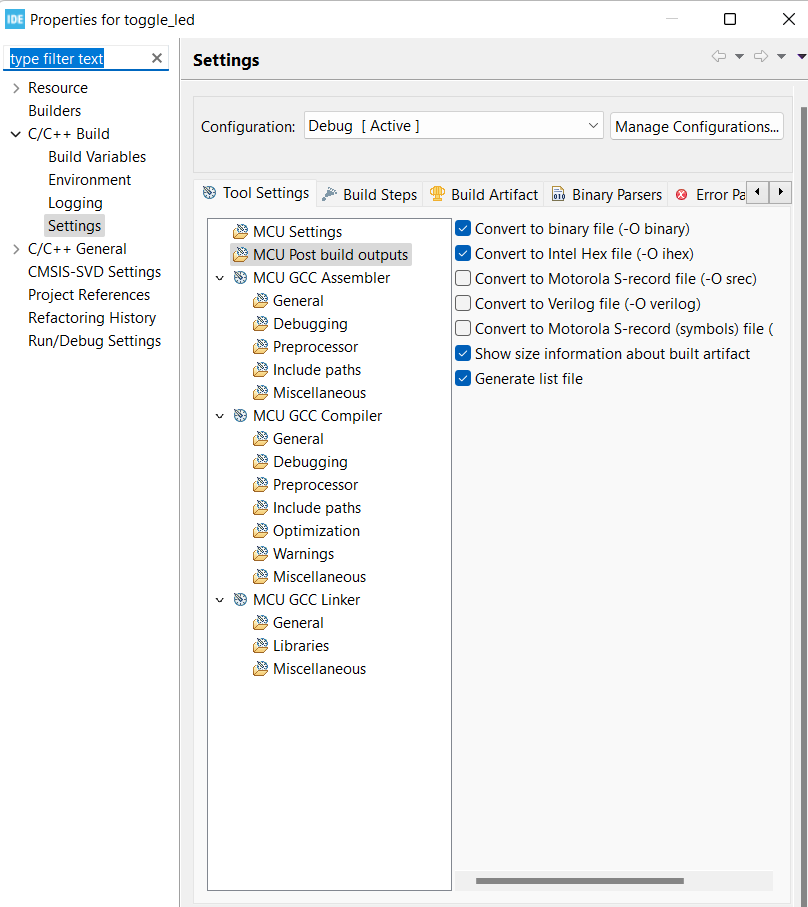 IDE Properties for toggle_led
type filter text
Resource
Builders
C/C++ Build
Build Variables
Environment
Logging
Settings
C/C++ General
CMSIS-SVD Settings
Project References
Refactoring History
Run/Debug Settings
Settings
Configuration: Debug [ Active ] Manage Configurations...
Tool Settings Build Steps Build Artifact Binary Parsers Error Pa
MCU Settings
MCU Post build outputs
MCU GCC Assembler
General
Debugging
Preprocessor
Include paths
Miscellaneous
MCU GCC Compiler
General
Debugging
Preprocessor
Include paths
Optimization
Warnings
Miscellaneous
MCU GCC Linker
General
Libraries
Miscellaneous
Convert to binary file (-O binary)
Convert to Intel Hex file (-O ihex)
Convert to Motorola S-record file (-O srec)
Convert to Verilog file (-O verilog)
Convert to Motorola S-record (symbols) file (
Show size information about built artifact
Generate list file